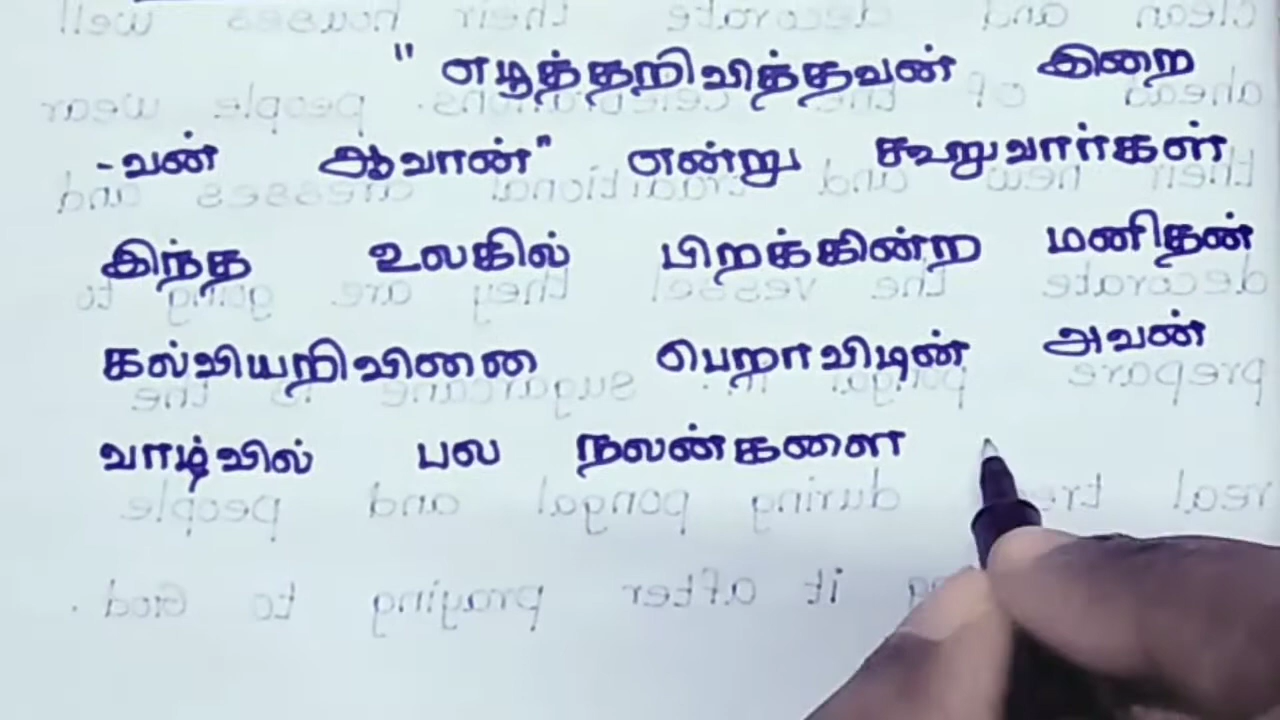 " எழுத்தறிவித்தவன் இறை
-வன் ஆவான்" என்று கூறுவார்கள்
இந்த உலகில் பிறக்கின்ற மனிதன்
கல்வியறிவினை பெறாவிடின் அவன்
வாழ்வில் பல நலன்களை